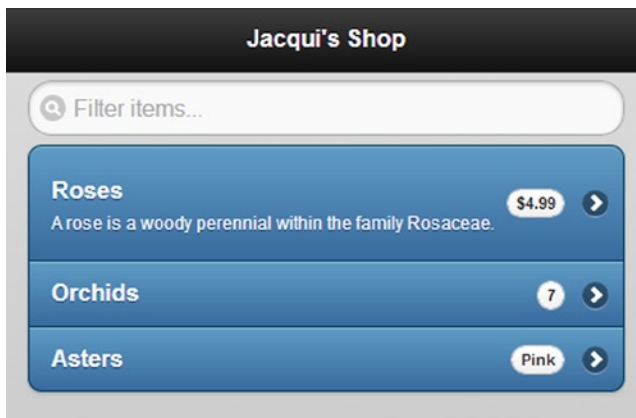 Jacqui's Shop
Filter items...
Roses
$4.99
A rose is a woody perennial within the family Rosaceae.
Orchids
7
Asters
Pink